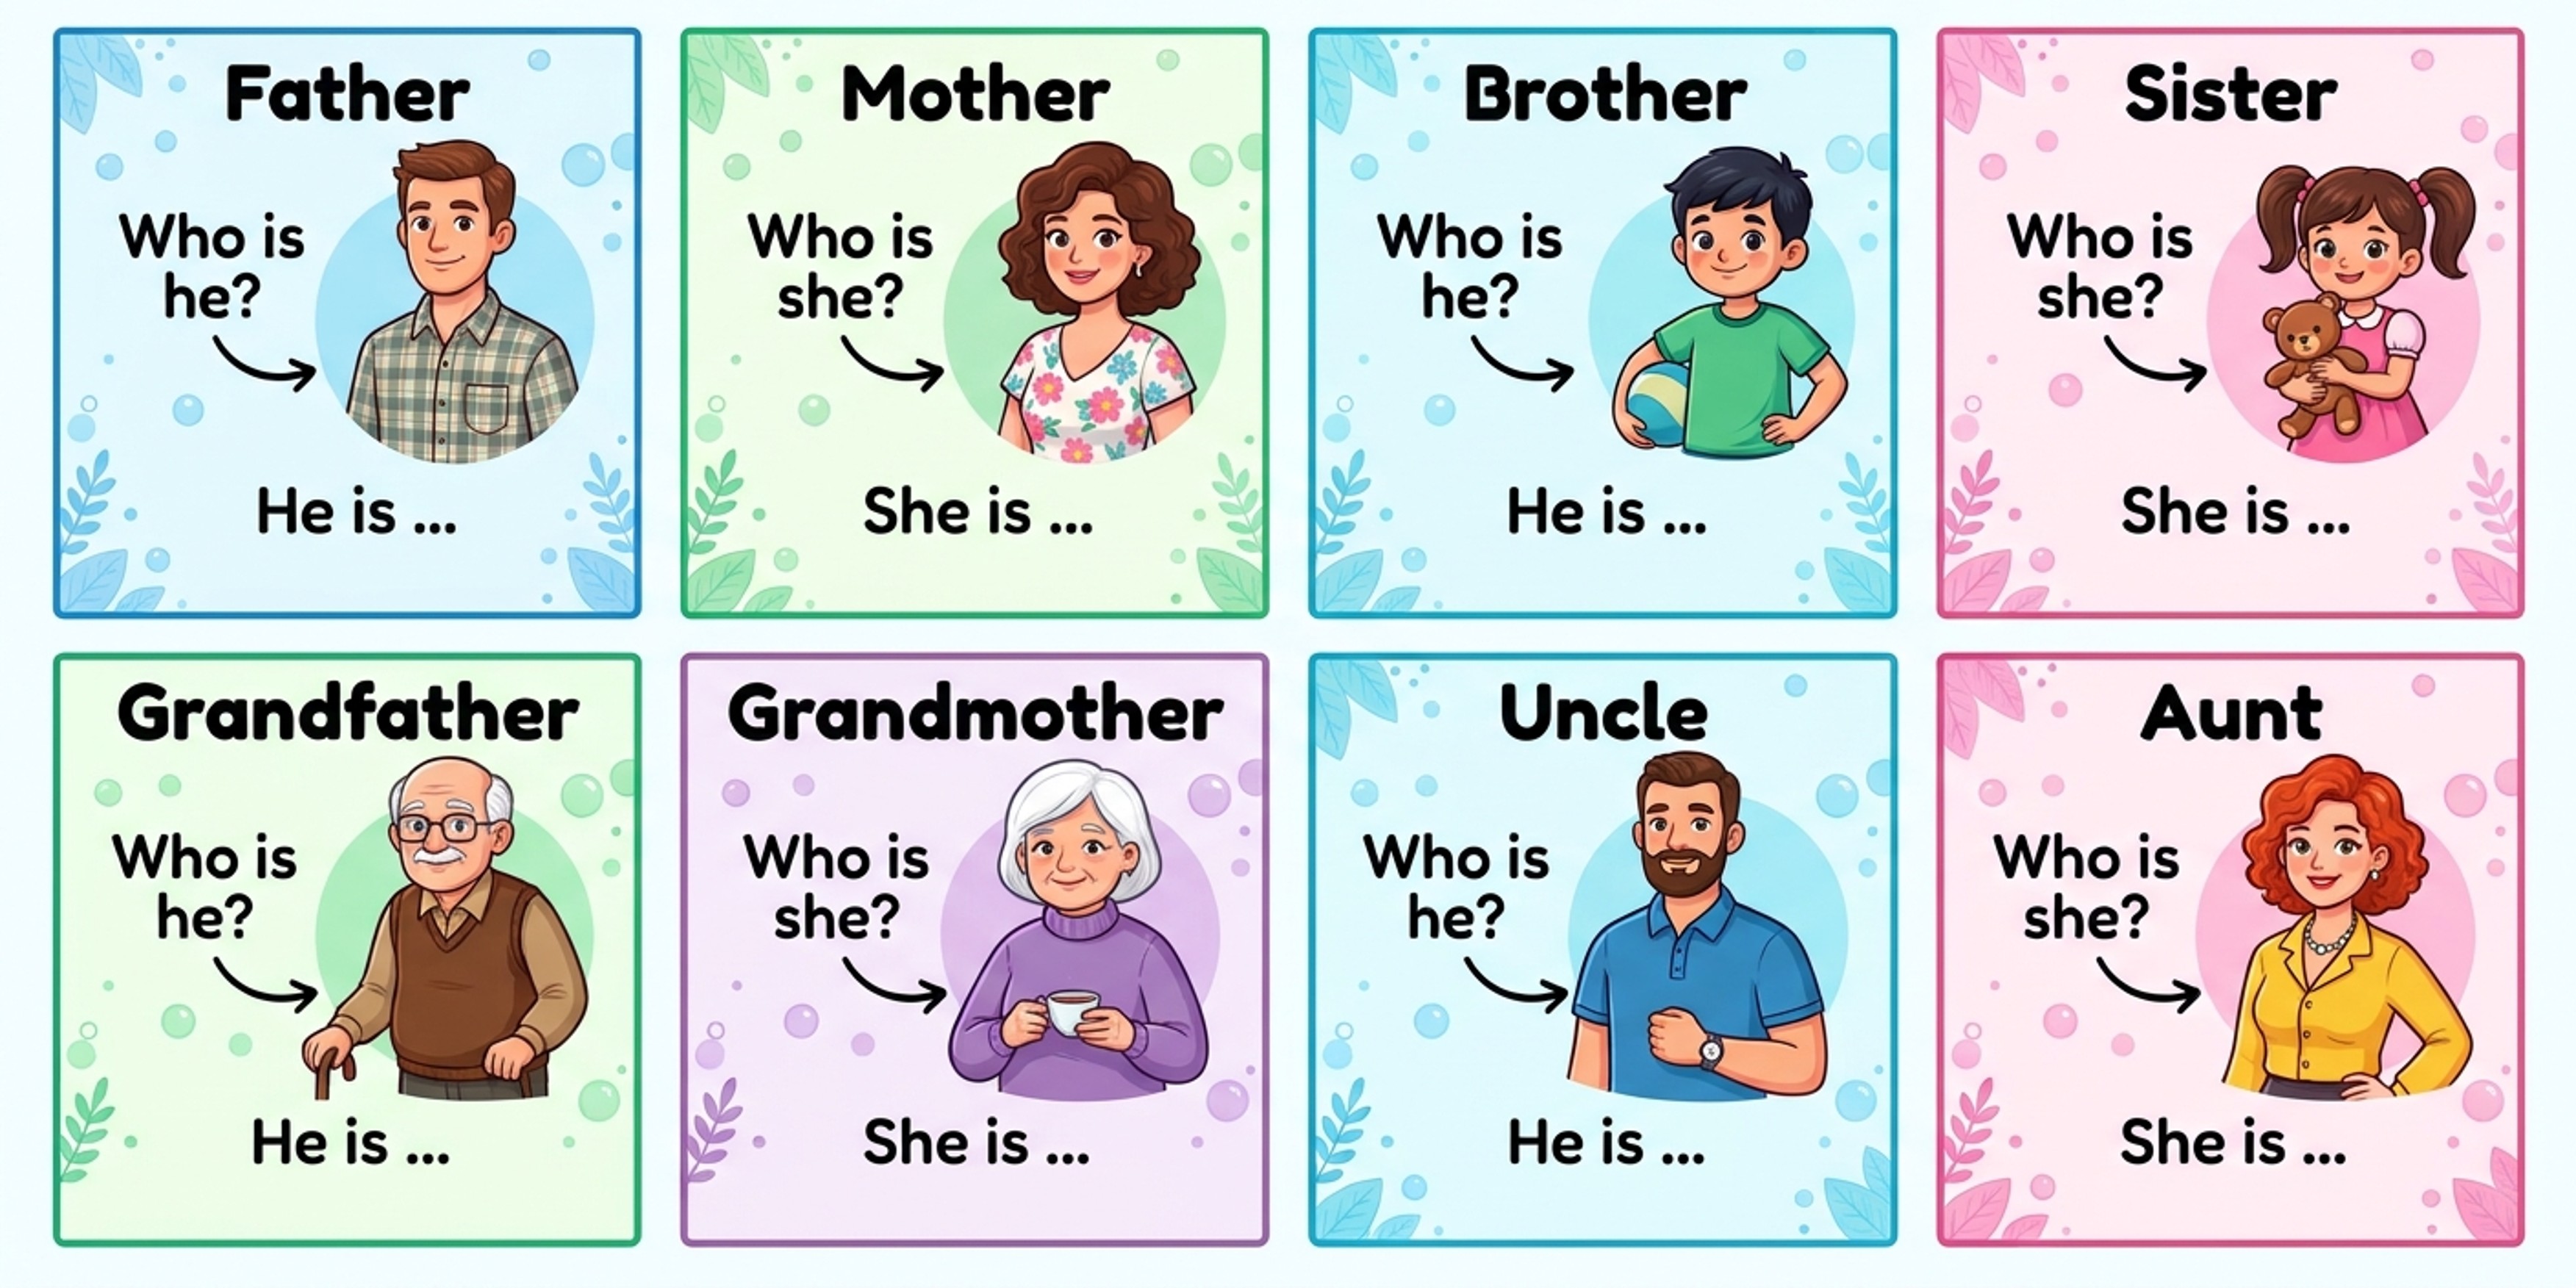 Father
Who is
he?
He is ...
Mother
Who is
she?
She is ...
Brother
Who is
he?
He is ...
Sister
Who is
she?
She is ...
Grandfather
Who is
he?
He is ...
Grandmother
Who is
she?
She is ...
Uncle
Who is
he?
He is ...
Aunt
Who is
she?
She is ...